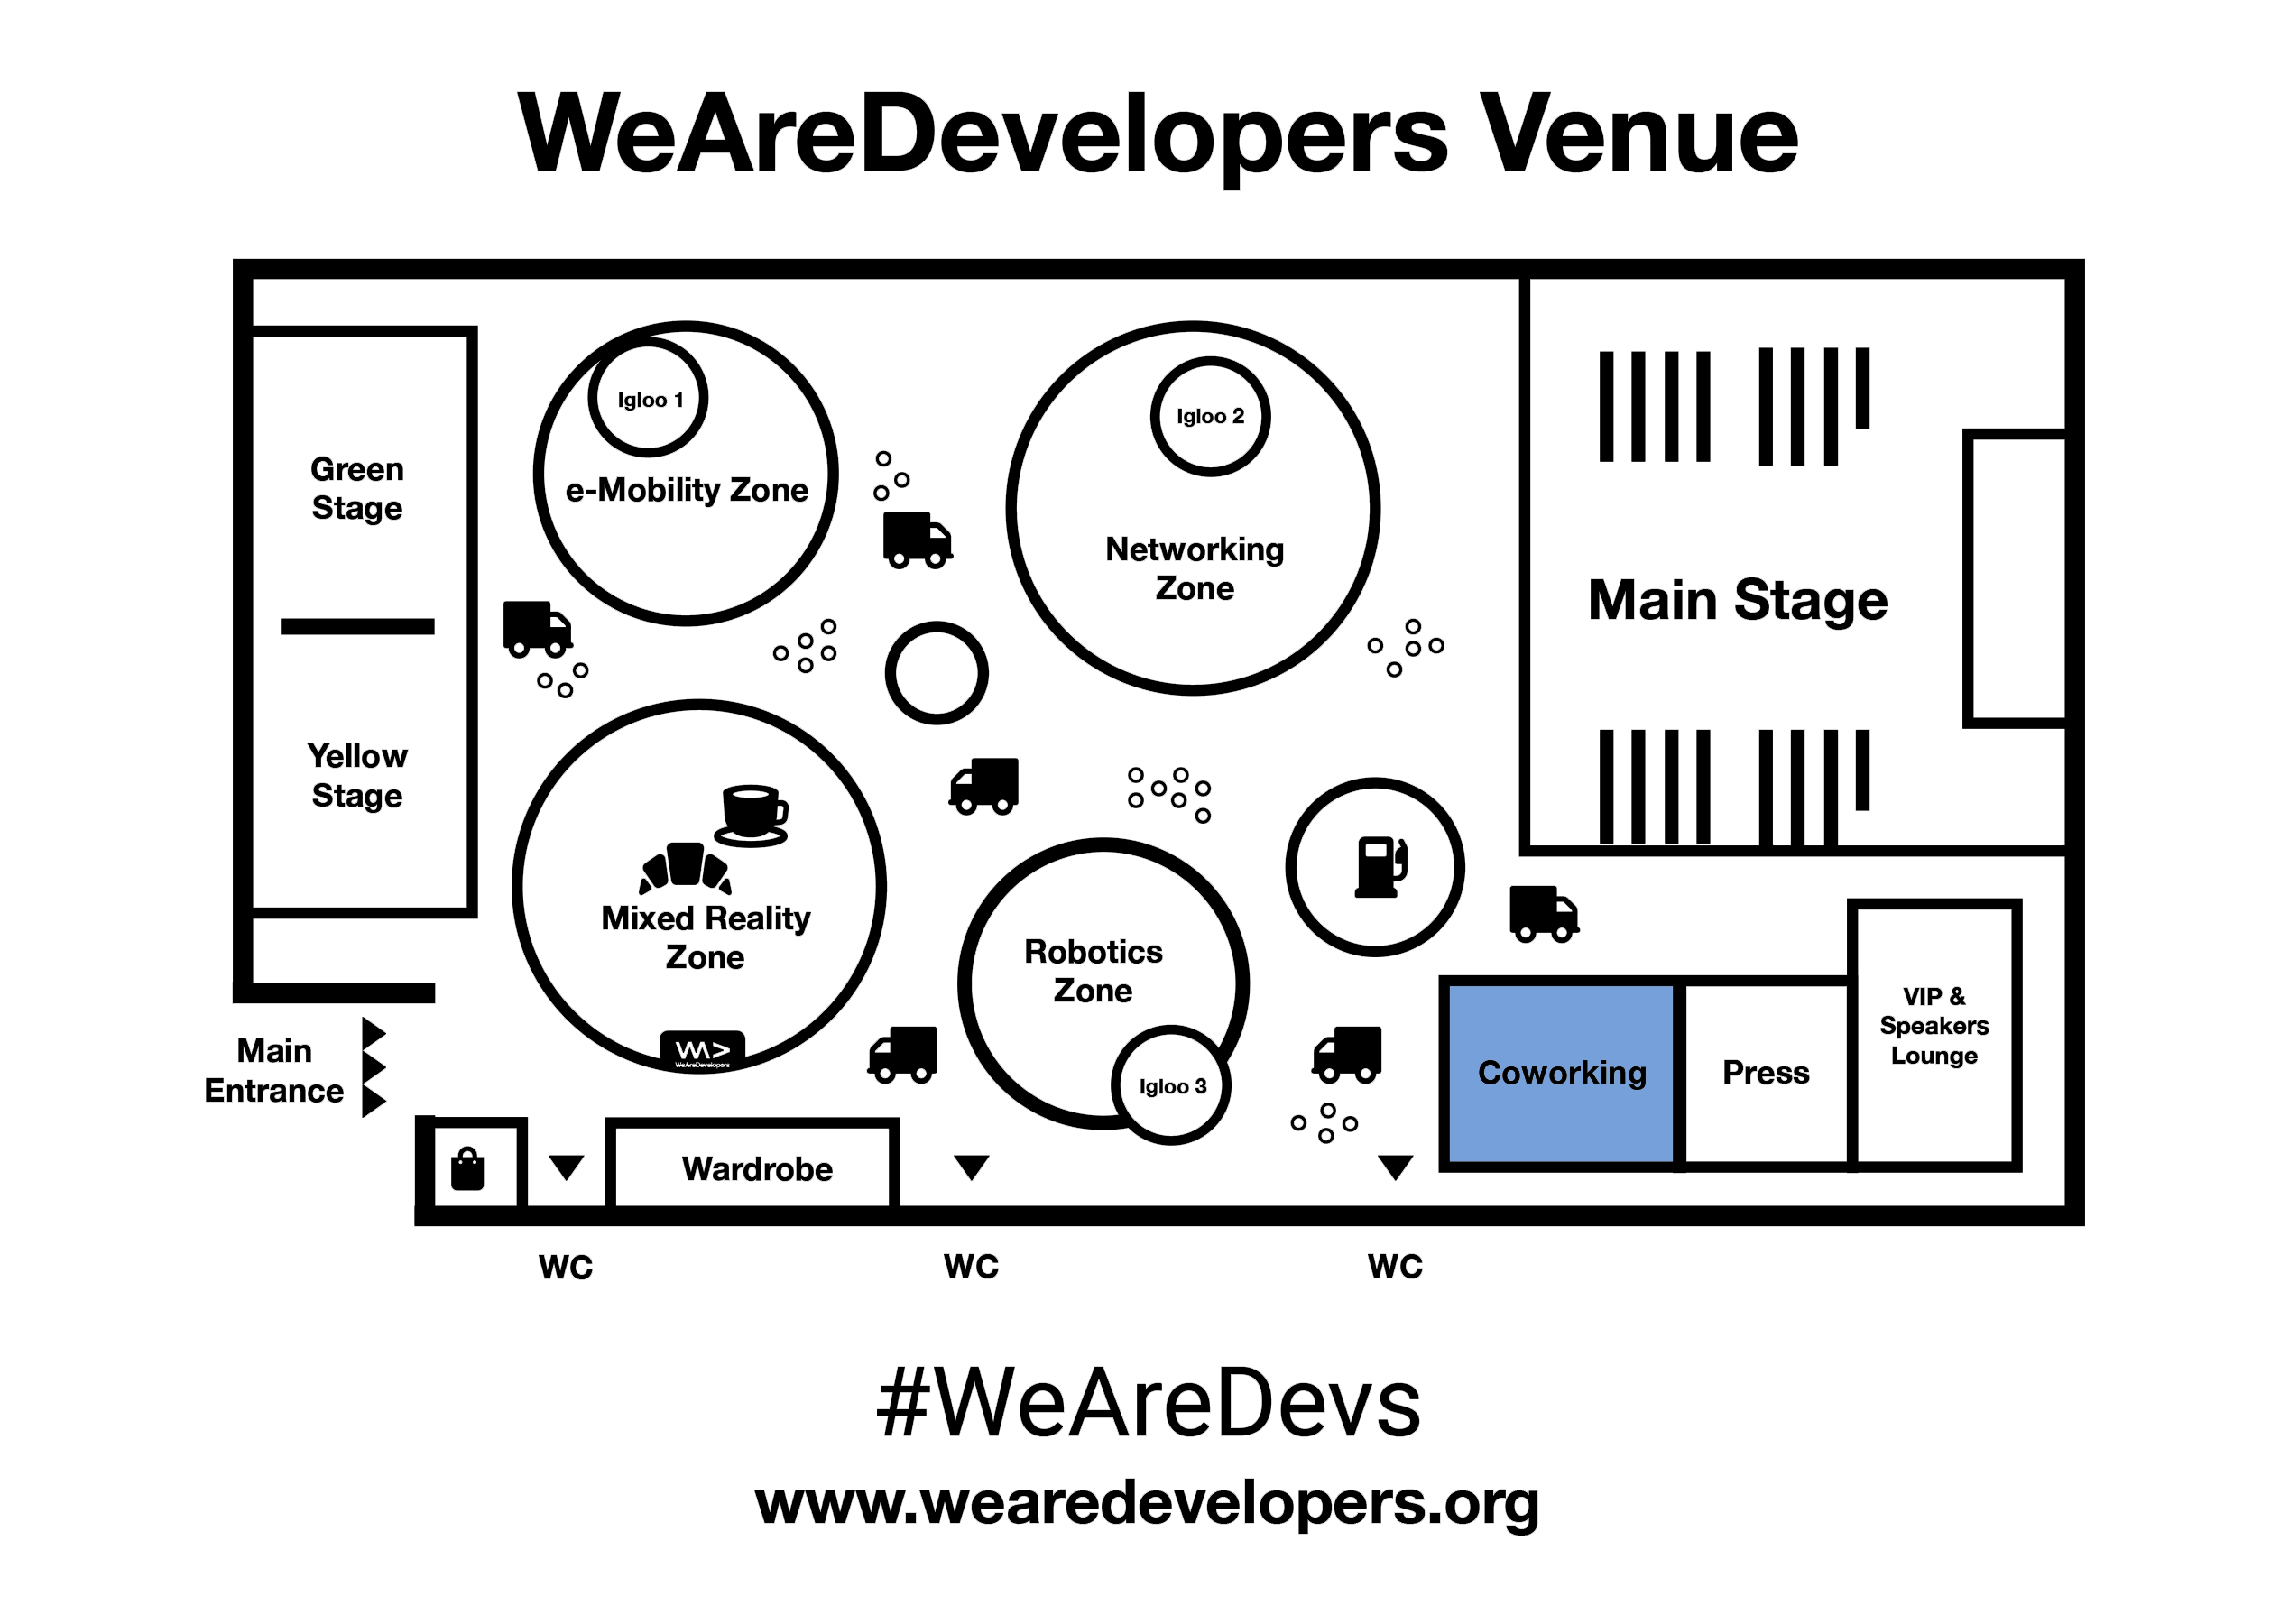 WeAreDevelopers Venue
Igloo 1
e-Mobility Zone
Igloo 2
Networking
Zone
Green
Stage
Yellow
Stage
Main Stage
Mixed Reality
Zone
WeAreDevelopers
Robotics
Zone
Igloo 3
Coworking
Press
VIP &
Speakers
Lounge
Main
Entrance
Wardrobe
WC
WC
WC
#WeAreDevs
www.wearedevelopers.org